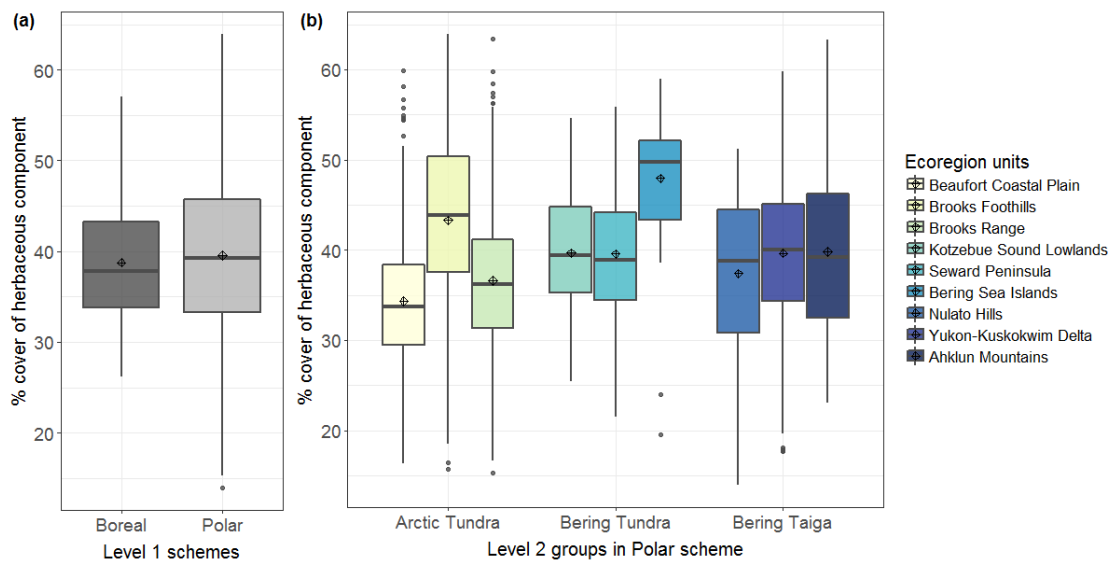 (a)
% cover of herbaceous component
60
50
40
30
20
Boreal
Polar
Level 1 schemes
(b)
% cover of herbaceous component
60
50
40
30
20
Arctic Tundra
Bering Tundra
Bering Taiga
Level 2 groups in Polar scheme
Ecoregion units
Beaufort Coastal Plain
Brooks Foothills
Brooks Range
Kotzebue Sound Lowlands
Seward Peninsula
Bering Sea Islands
Nulato Hills
Yukon-Kuskokwim Delta
Ahklun Mountains